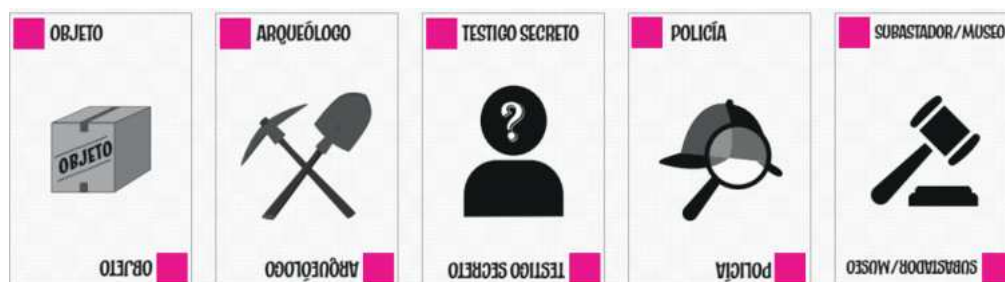 OBJETO
ARQUEÓLOGO
TESTIGO SECRETO
POLICÍA
SUBASTADOR/MUSEO
OBJETO
?
OBJETO
ARQUEÓLOGO
TESTIGO SECRETO
POLICÍA
SUBASTADOR/MUSEO